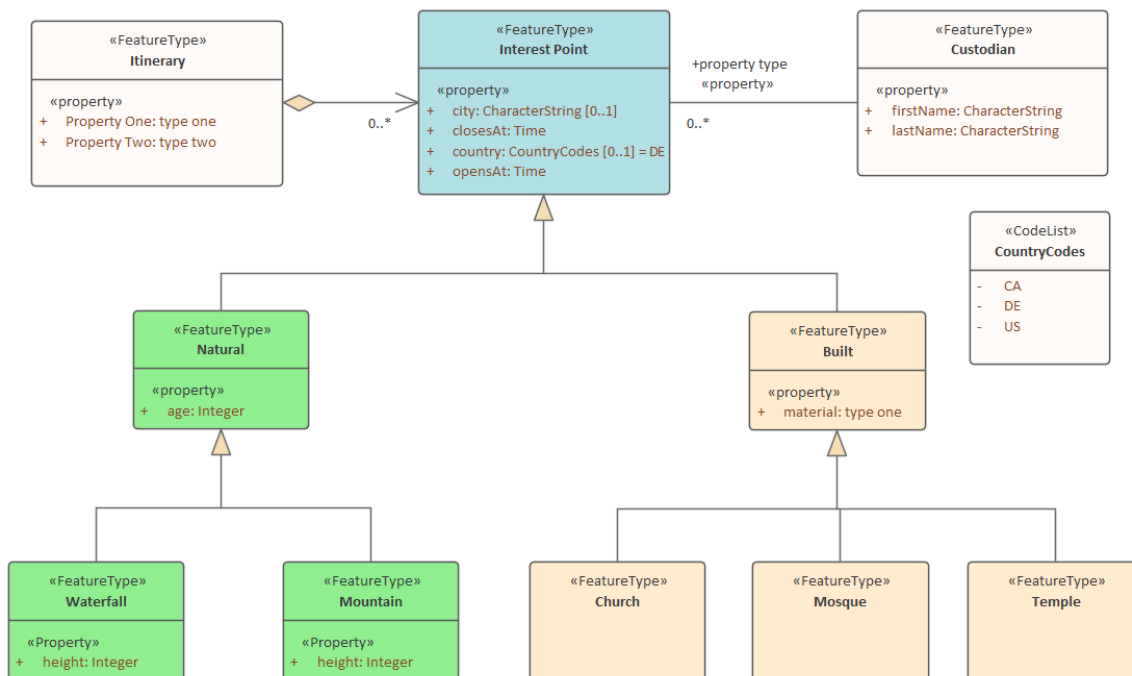 «FeatureType»
Itinerary
«property»
+ Property One: type one
+ Property Two: type two
0..*
«FeatureType»
Interest Point
«property»
+ city: CharacterString [0..1]
+ closesAt: Time
+ country: CountryCodes [0..1] = DE
+ opensAt: Time
+property type
«property»
0..*
«FeatureType»
Custodian
«property»
+ firstName: CharacterString
+ lastName: CharacterString
«CodeList»
CountryCodes
- CA
- DE
- US
«FeatureType»
Natural
«property»
+ age: Integer
«FeatureType»
Built
«property»
+ material: type one
«FeatureType»
Waterfall
«Property»
+ height: Integer
«FeatureType»
Mountain
«Property»
+ height: Integer
«FeatureType»
Church
«FeatureType»
Mosque
«FeatureType»
Temple